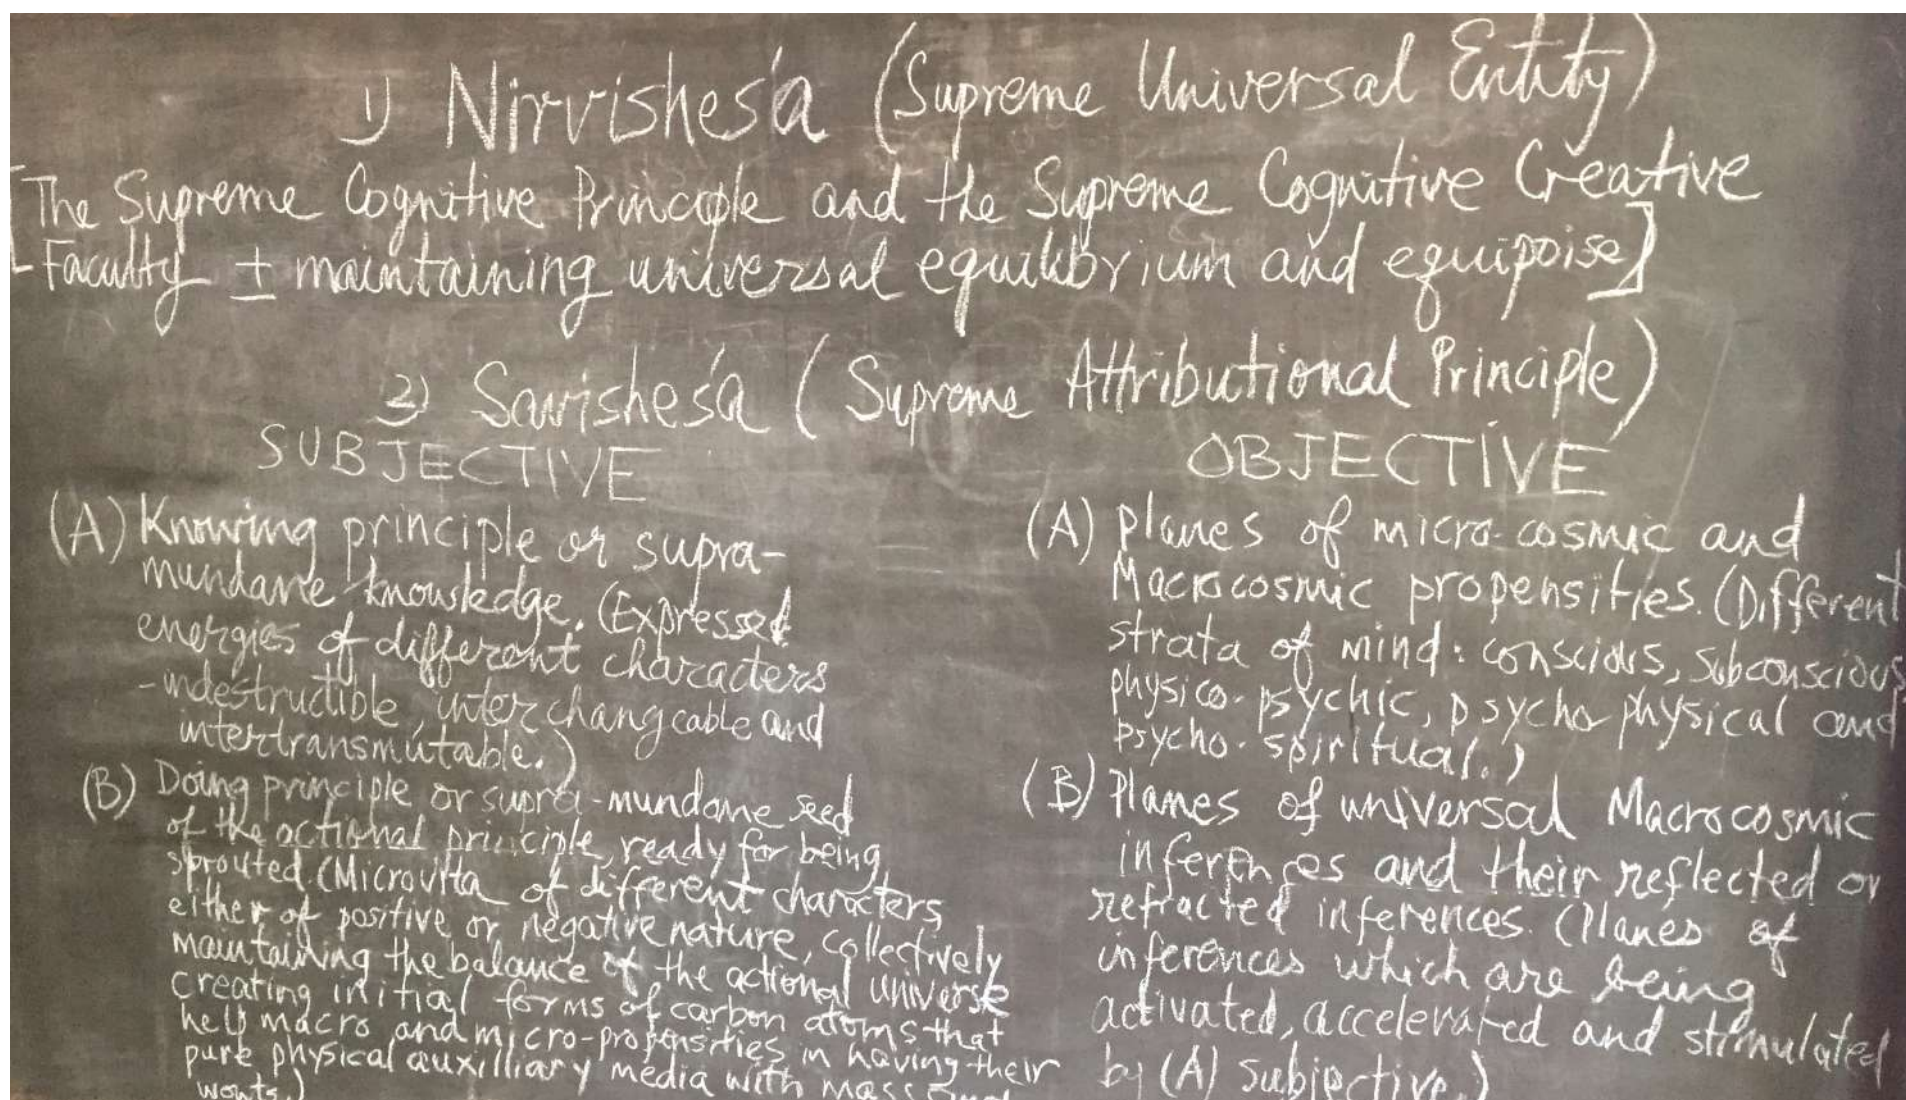 1) Nirvisheśa (Supreme Universal Entity)
[The Supreme Cognitive Principle and the Supreme Cognitive Creative
Faculty ± maintaining universal equilibrium and equipoise]
2) Savisheśa (Supreme Attributional Principle)
SUBJECTIVE
(A) Knowing principle or supra-
mundane knowledge. (Expressed
energies of different characters
-indestructible, interchangeable and
intertransmutable.)
(B) Doing principle or supra-mundane seed
of the actional principle, ready for being
sprouted. (Microvita of different characters
either of positive or negative nature, collectively
maintaining the balance of the actional universe
creating initial forms of carbon atoms that
help macro and micro-propensities in having their
pure physical auxilliary media with mass
wonts.)
OBJECTIVE
(A) Planes of micro-cosmic and
Macrocosmic propensities. (Different
strata of mind: conscious, subconscious,
physico-psychic, psycho-physical and
psycho-spiritual.)
(B) Planes of universal Macrocosmic
inferences and their reflected or
refracted inferences. (Planes of
inferences which are being
activated, accelerated and stimulated
by (A) Subjective.)